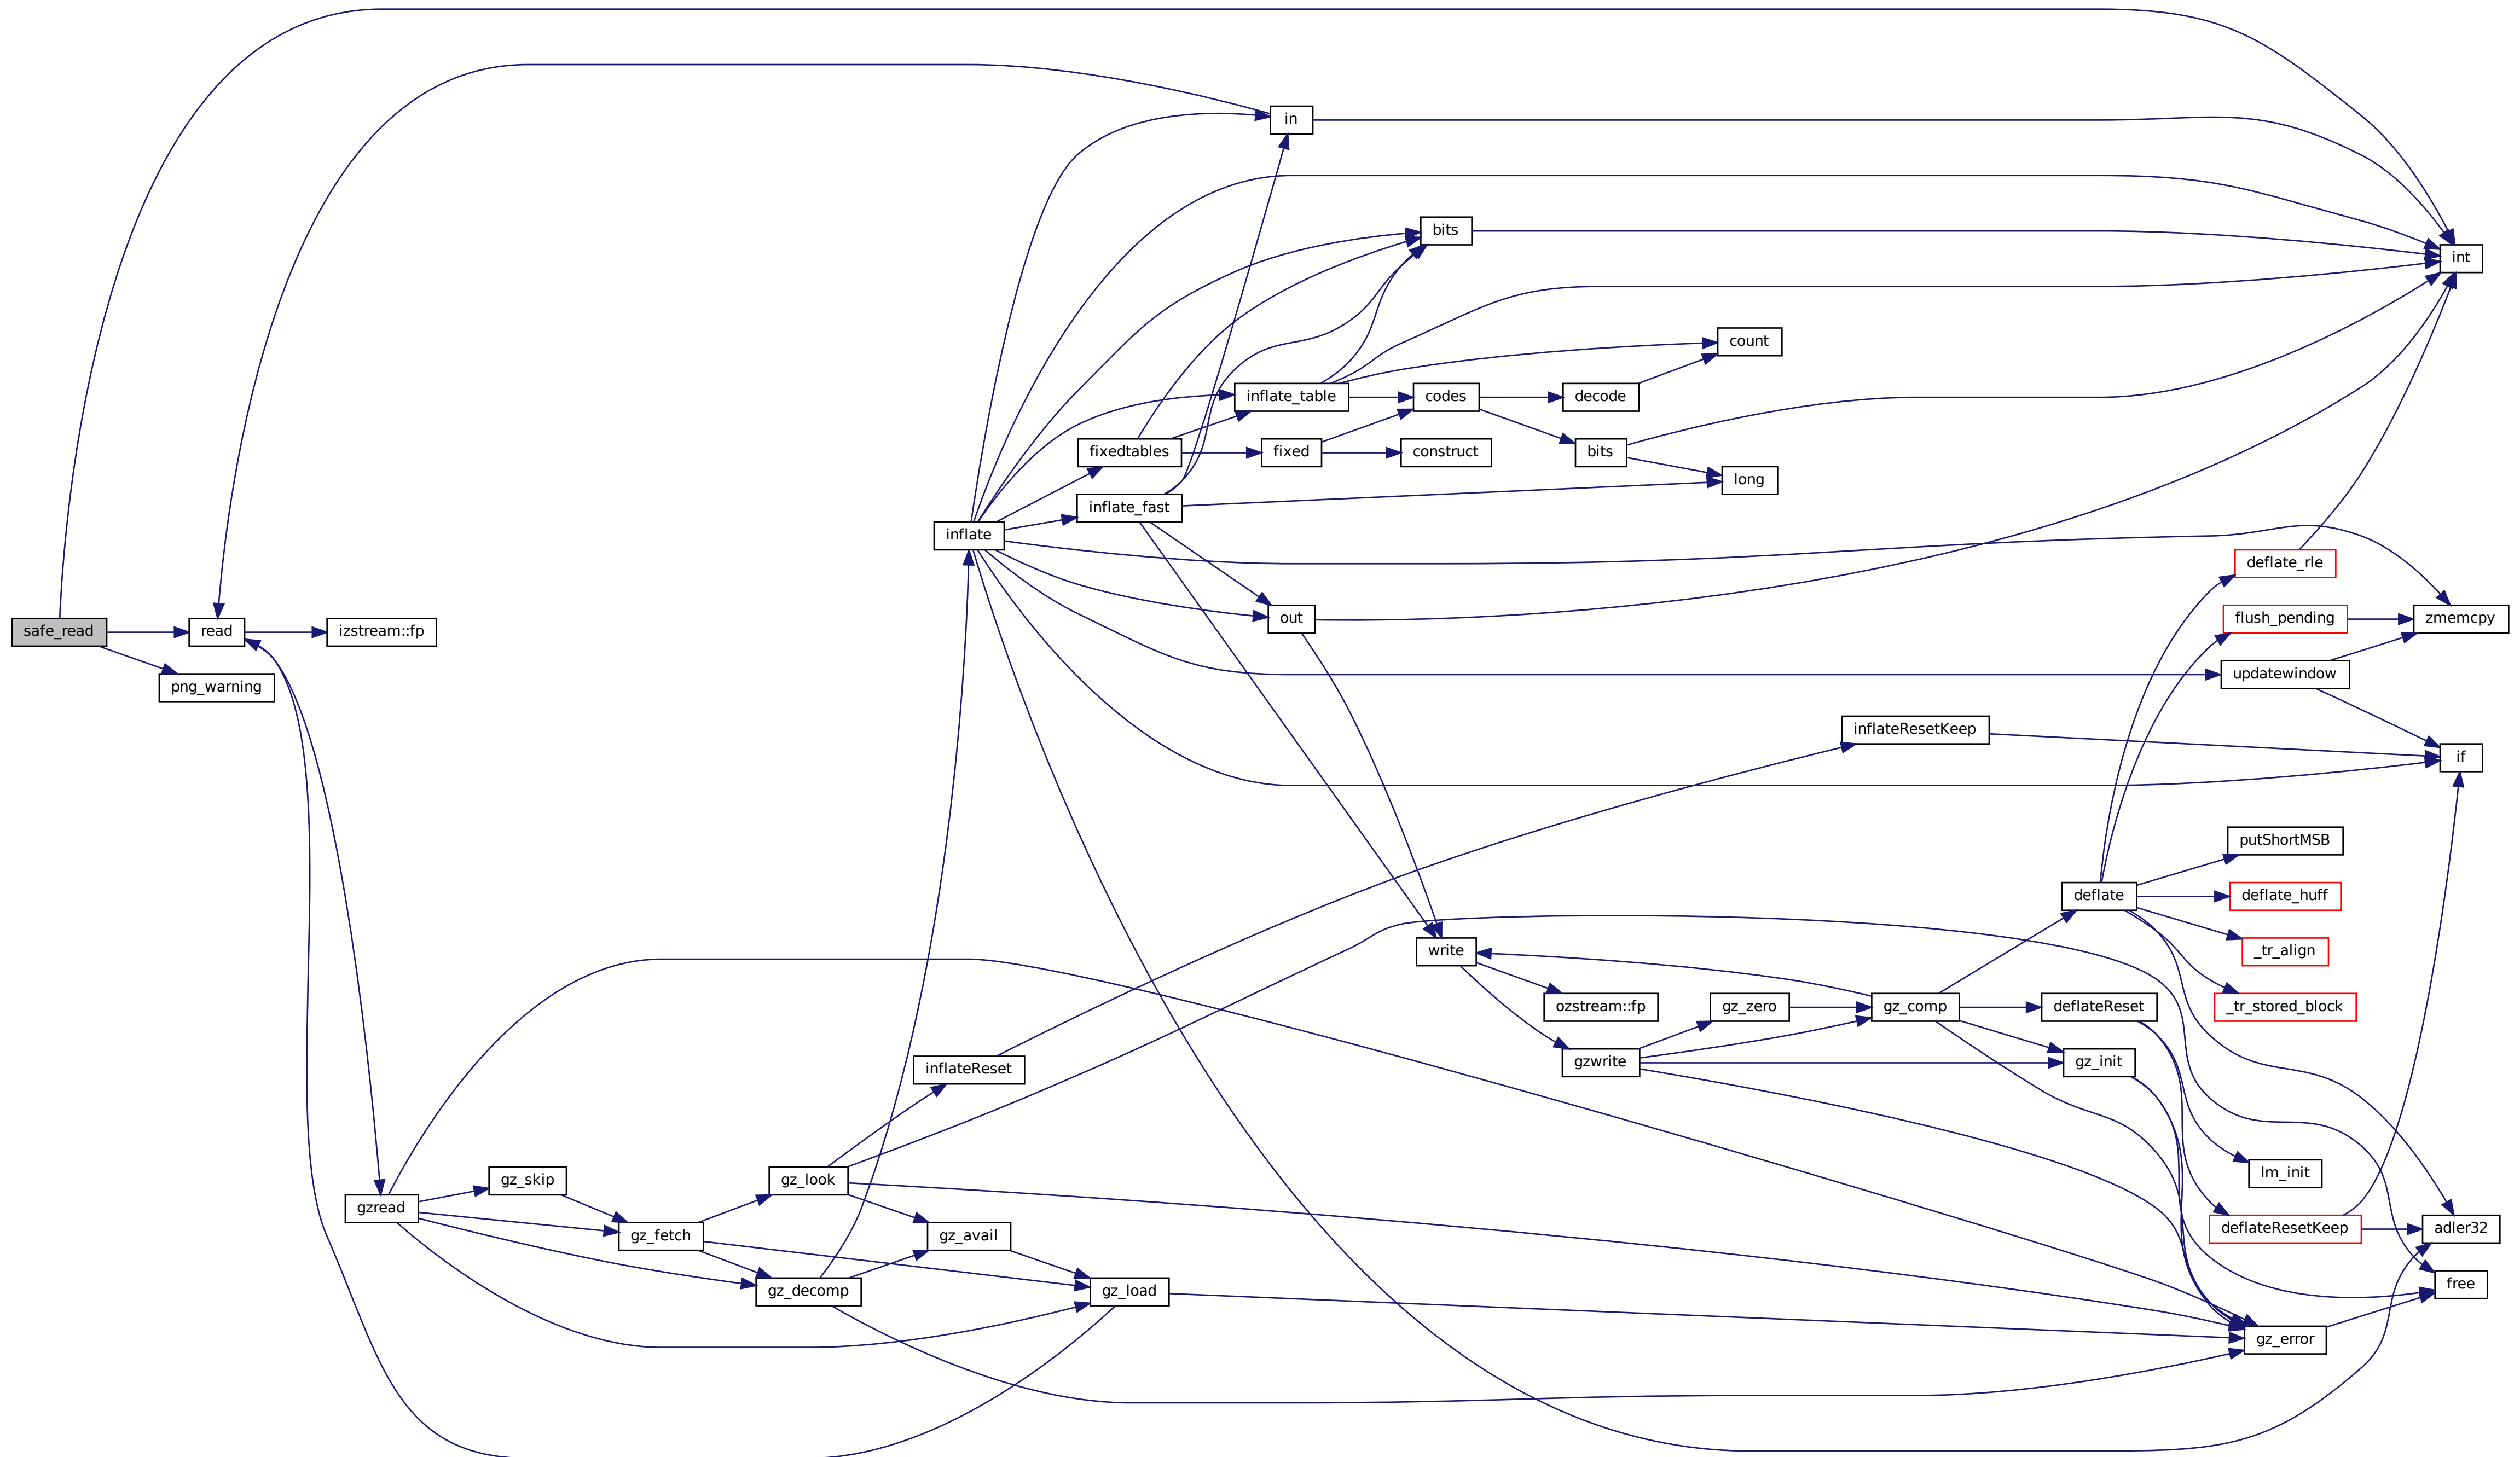 in
bits
int
count
inflate_table
codes
decode
fixedtables
fixed
construct
bits
long
inflate_fast
inflate
deflate_rle
safe_read
read
izstream::fp
out
flush_pending
zmemcpy
png_warning
updatewindow
inflateResetKeep
if
putShortMSB
deflate
deflate_huff
write
_tr_align
ozstream::fp
gz_zero
gz_comp
deflateReset
_tr_stored_block
inflateReset
gzwrite
gz_init
gz_skip
gz_look
lm_init
gzread
gz_fetch
gz_avail
deflateResetKeep
adler32
gz_decomp
gz_load
free
gz_error